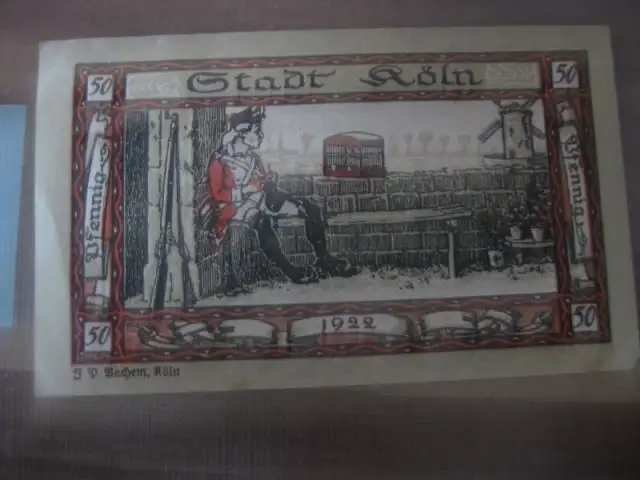 50 Stadt Köln 50
Pfennig
Pfennig
50 1922 50
J P Bachem, Köln